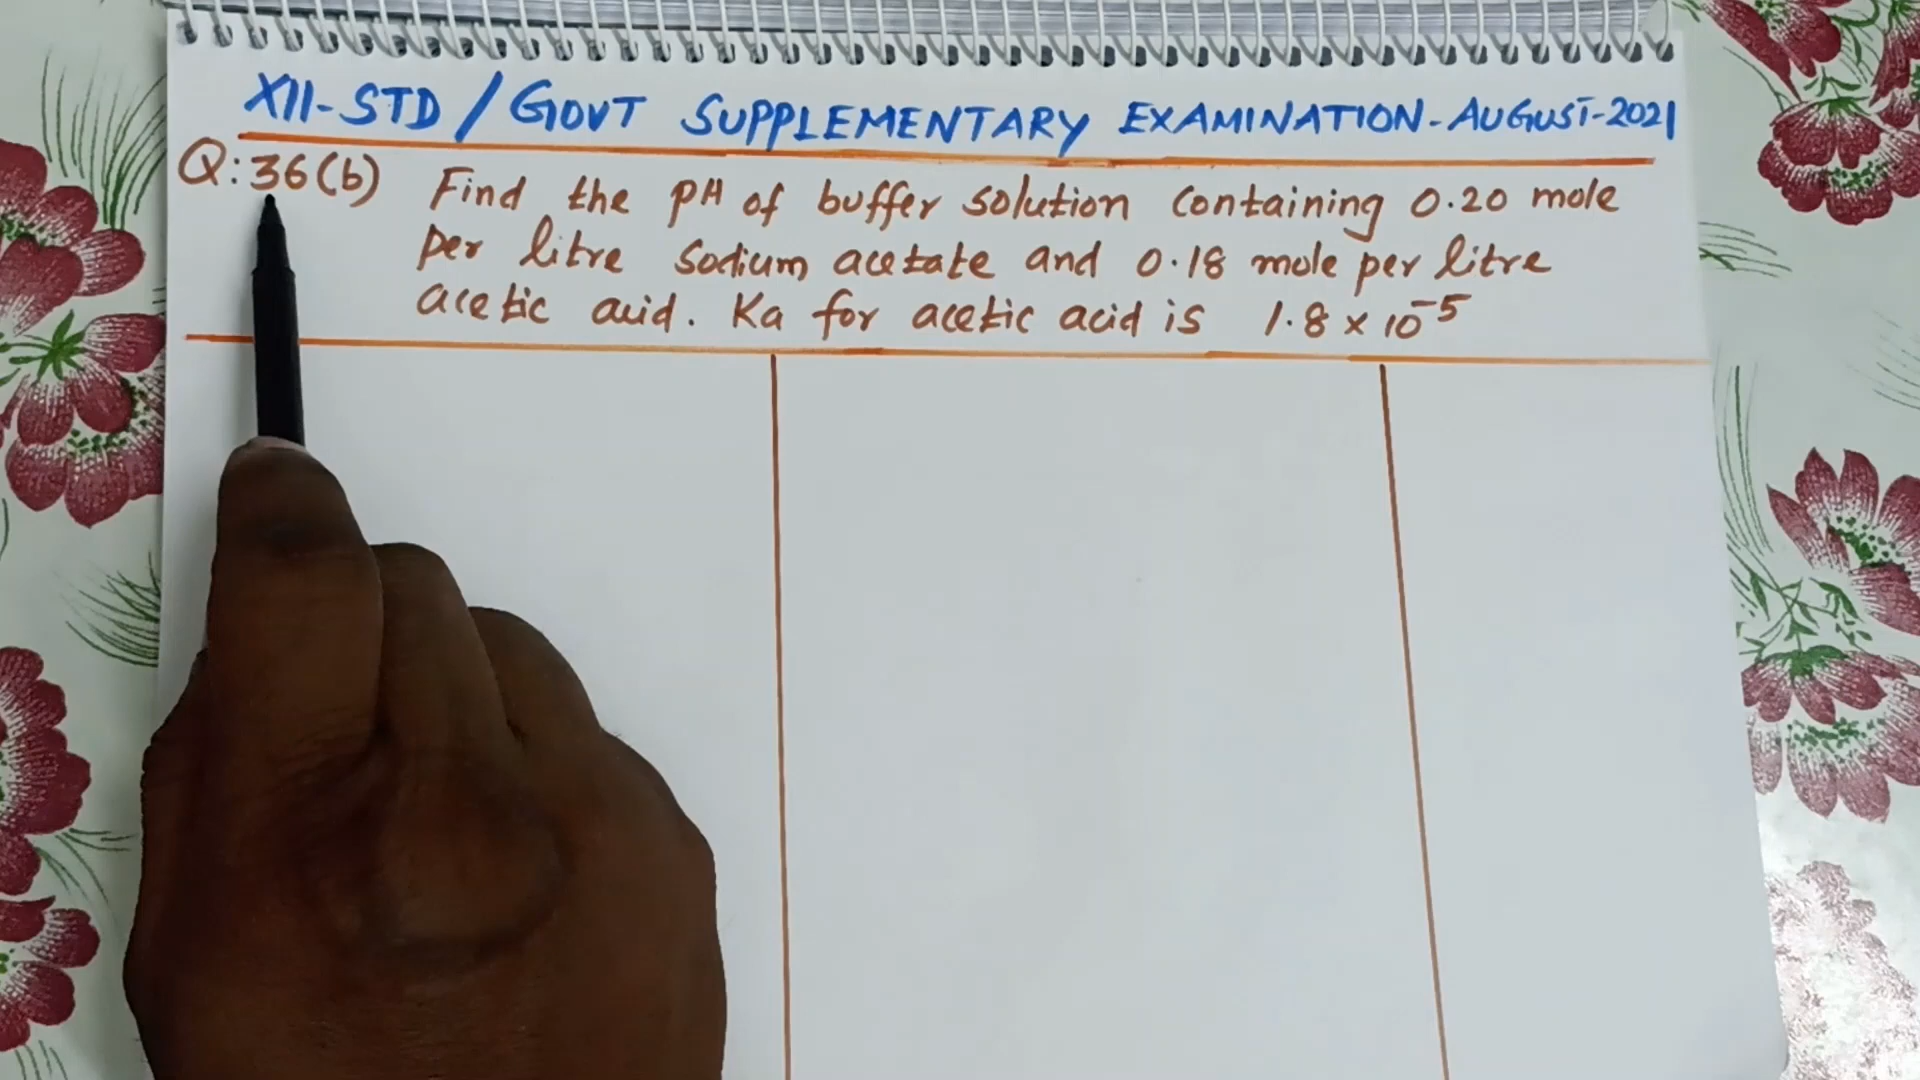 XII-STD / GOVT SUPPLEMENTARY EXAMINATION-AUGUST-2021
Q:36(b) Find the pH of buffer solution containing 0.20 mole
per litre sodium acetate and 0.18 mole per litre
acetic acid. Ka for acetic acid is 1.8 × 10⁻⁵